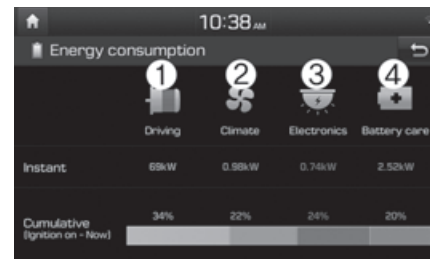 10:38 AM
Energy consumption
1 2 3 4
Driving Climate Electronics Battery care
Instant 69kW 0.98kW 0.74kW 2.52kW
34% 22% 24% 20%
Cumulative
(Ignition on - Now)